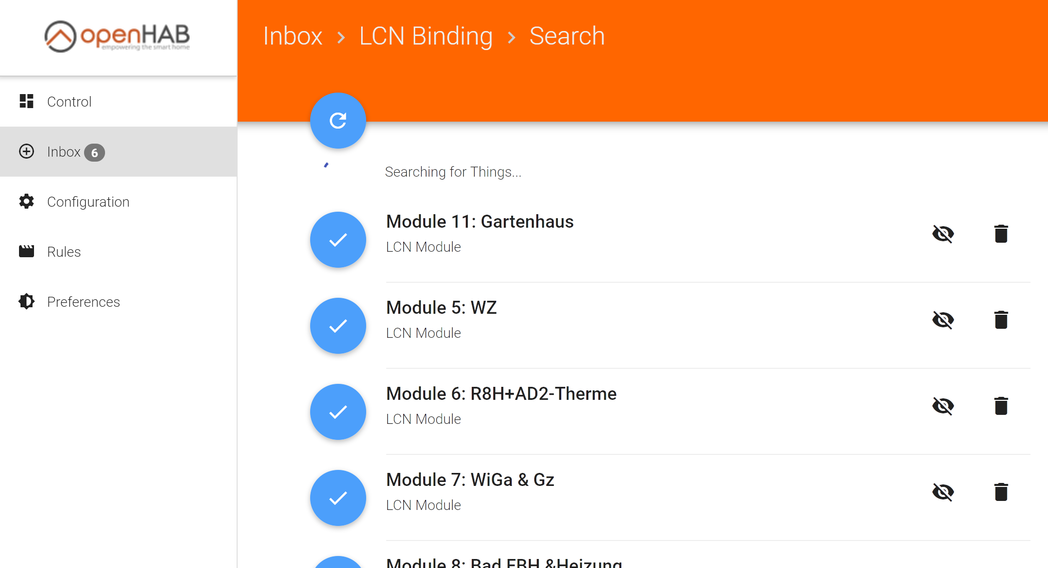 openHAB
empowering the smart home
Inbox > LCN Binding > Search
Control
Inbox 6
Configuration
Rules
Preferences
Searching for Things...
Module 11: Gartenhaus
LCN Module
Module 5: WZ
LCN Module
Module 6: R8H+AD2-Therme
LCN Module
Module 7: WiGa & Gz
LCN Module
Module 8: Bad FBH &Heizung